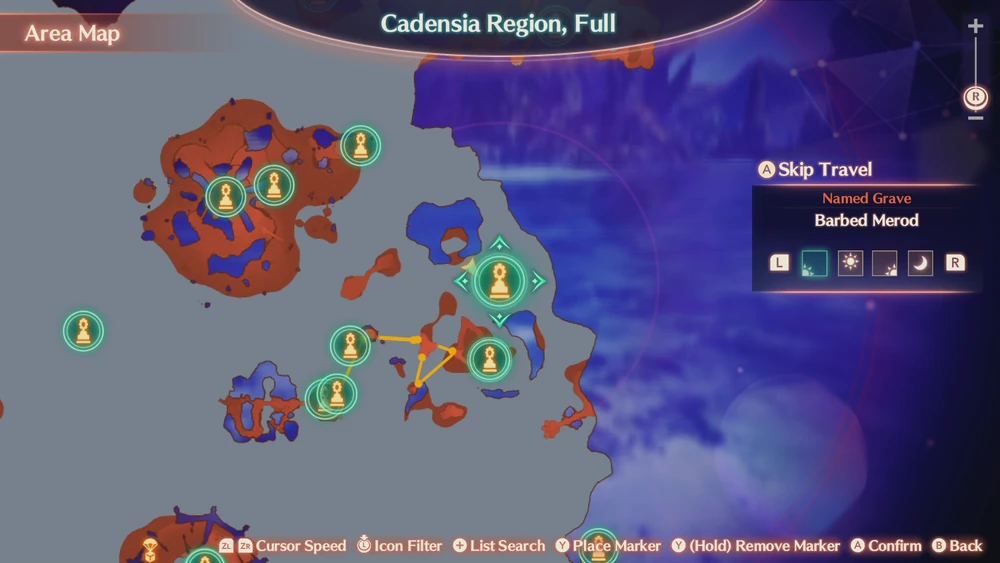 Area Map
Cadensia Region, Full
R
A Skip Travel
Named Grave
Barbed Merod
L R
ZL ZR Cursor Speed L Icon Filter + List Search Y Place Marker Y (Hold) Remove Marker A Confirm B Back